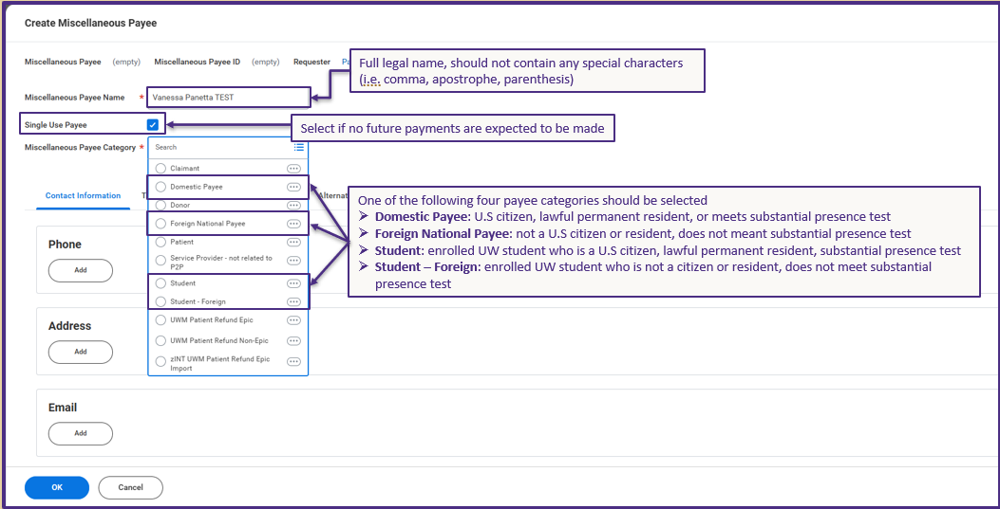 Create Miscellaneous Payee
Miscellaneous Payee (empty) Miscellaneous Payee ID (empty) Requester
Full legal name, should not contain any special characters
(i.e. comma, apostrophe, parenthesis)
Miscellaneous Payee Name * Vanessa Panetta TEST
Single Use Payee
Select if no future payments are expected to be made
Miscellaneous Payee Category * Search
Claimant
Domestic Payee
Donor
Foreign National Payee
Patient
Service Provider - not related to
P2P
Student
Student - Foreign
UWM Patient Refund Epic
UWM Patient Refund Non-Epic
zINT UWM Patient Refund Epic
Import
Contact Information
One of the following four payee categories should be selected
➢ Domestic Payee: U.S citizen, lawful permanent resident, or meets substantial presence test
➢ Foreign National Payee: not a U.S citizen or resident, does not meant substantial presence test
➢ Student: enrolled UW student who is a U.S citizen, lawful permanent resident, substantial presence test
➢ Student – Foreign: enrolled UW student who is not a citizen or resident, does not meet substantial
presence test
Phone
Add
Address
Add
Email
Add
OK Cancel